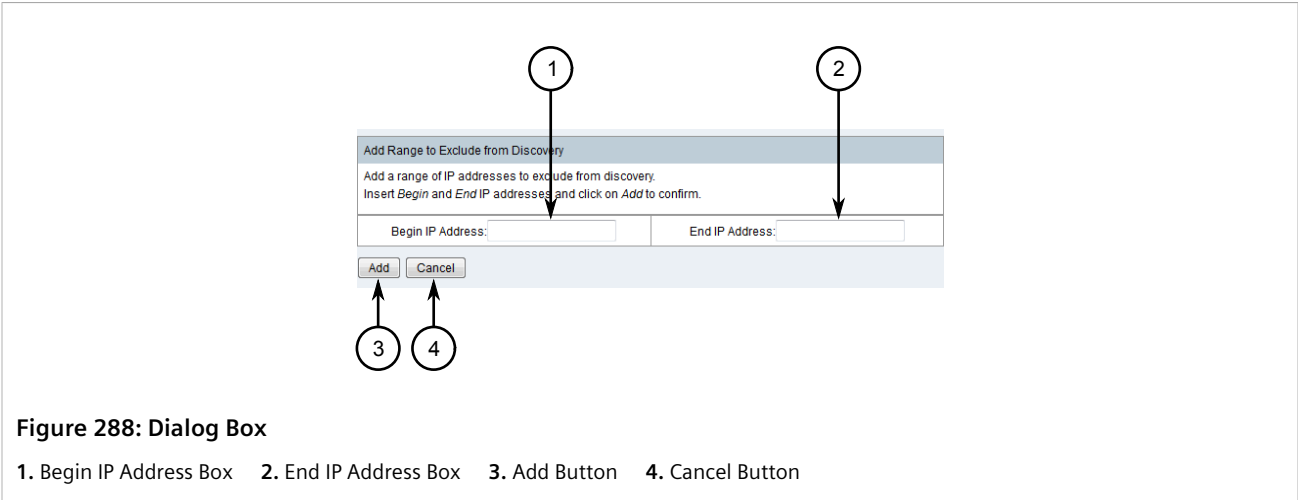 1 2
Add Range to Exclude from Discovery
Add a range of IP addresses to exclude from discovery.
Insert Begin and End IP addresses and click on Add to confirm.
Begin IP Address: End IP Address:
Add Cancel
3 4
Figure 288: Dialog Box
1. Begin IP Address Box 2. End IP Address Box 3. Add Button 4. Cancel Button